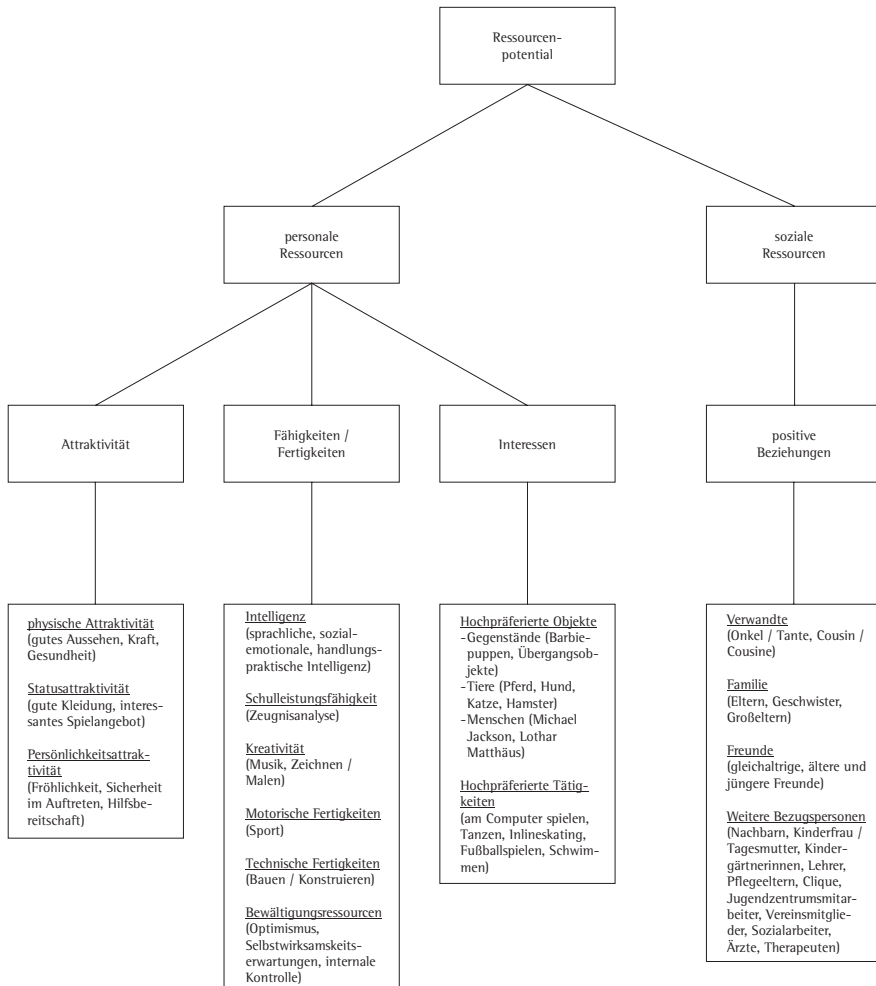 Ressourcen-
potential
personale
Ressourcen
soziale
Ressourcen
Attraktivität
Fähigkeiten /
Fertigkeiten
Interessen
positive
Beziehungen
physische Attraktivität
(gutes Aussehen, Kraft,
Gesundheit)
Statusattraktivität
(gute Kleidung, interes-
santes Spielangebot)
Persönlichkeitsattrak-
tivität
(Fröhlichkeit, Sicherheit
im Auftreten, Hilfsbe-
reitschaft)
Intelligenz
(sprachliche, sozial-
emotionale, handlungs-
praktische Intelligenz)
Schulleistungsfähigkeit
(Zeugnisanalyse)
Kreativität
(Musik, Zeichnen /
Malen)
Motorische Fertigkeiten
(Sport)
Technische Fertigkeiten
(Bauen / Konstruieren)
Bewältigungsressourcen
(Optimismus,
Selbstwirksamskeits-
erwartungen, internale
Kontrolle)
Hochpräferierte Objekte
- Gegenstände (Barbie-
puppen, Übergangsob-
jekte)
- Tiere (Pferd, Hund,
Katze, Hamster)
- Menschen (Michael
Jackson, Lothar
Matthäus)
Hochpräferierte Tätig-
keiten
(am Computer spielen,
Tanzen, Inlineskating,
Fußballspielen, Schwim-
men)
Verwandte
(Onkel / Tante, Cousin /
Cousine)
Familie
(Eltern, Geschwister,
Großeltern)
Freunde
(gleichaltrige, ältere und
jüngere Freunde)
Weitere Bezugspersonen
(Nachbarn, Kinderfrau /
Tagesmutter, Kinder-
gärtnerinnen, Lehrer,
Pflegeeltern, Clique,
Jugendzentrumsmitar-
beiter, Vereinsmitglie-
der, Sozialarbeiter,
Ärzte, Therapeuten)